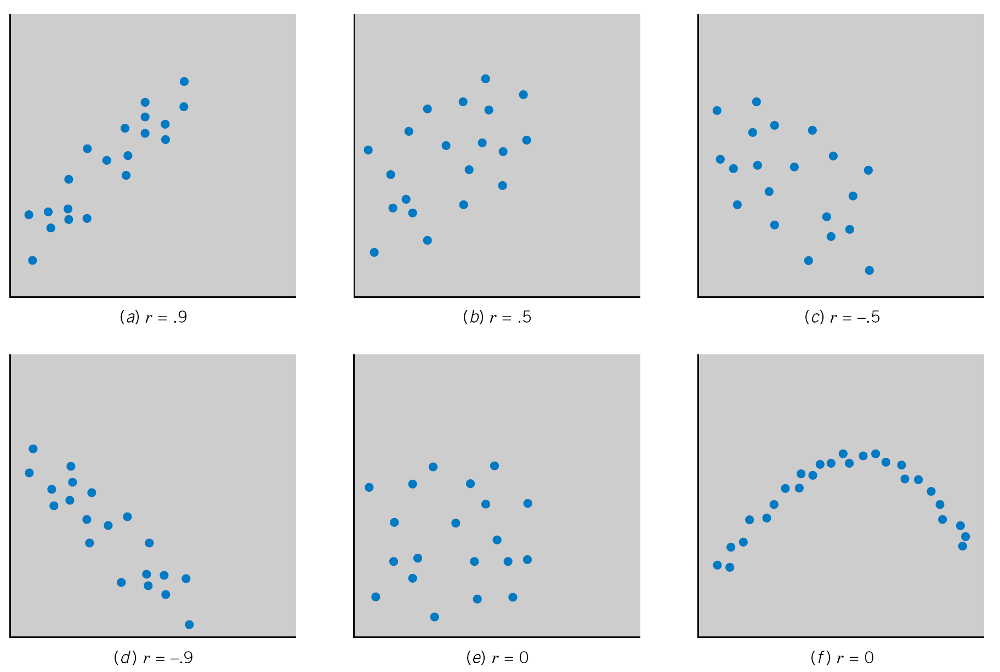 (a) r = .9
(b) r = .5
(c) r = –.5
(d) r = –.9
(e) r = 0
(f) r = 0